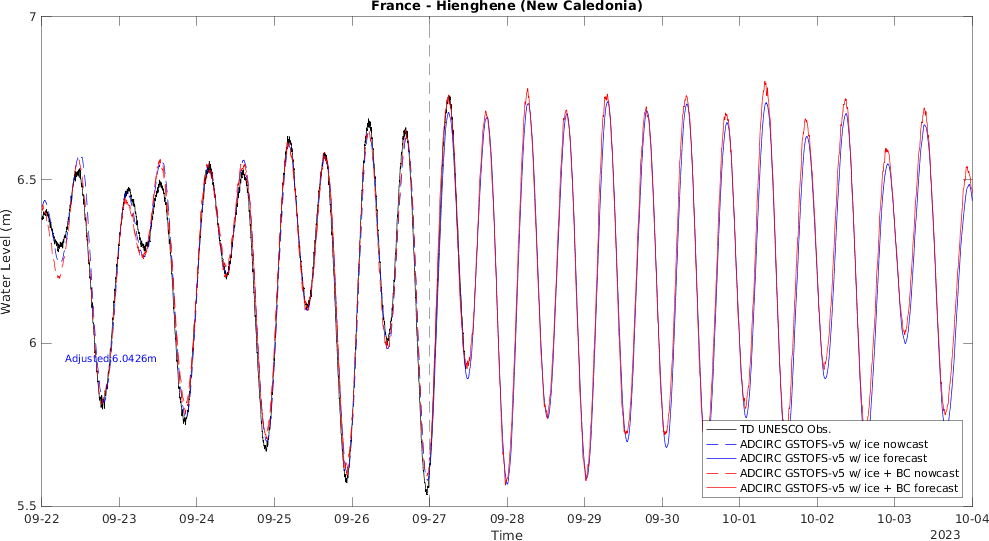 France - Hienghene (New Caledonia)
7
6.5
6
5.5
Water Level (m)
Adjusted:6.0426m
TD UNESCO Obs.
ADCIRC GSTOFS-v5 w/ ice nowcast
ADCIRC GSTOFS-v5 w/ ice forecast
ADCIRC GSTOFS-v5 w/ ice + BC nowcast
ADCIRC GSTOFS-v5 w/ ice + BC forecast
09-22 09-23 09-24 09-25 09-26 09-27 09-28 09-29 09-30 10-01 10-02 10-03 10-04
Time
2023